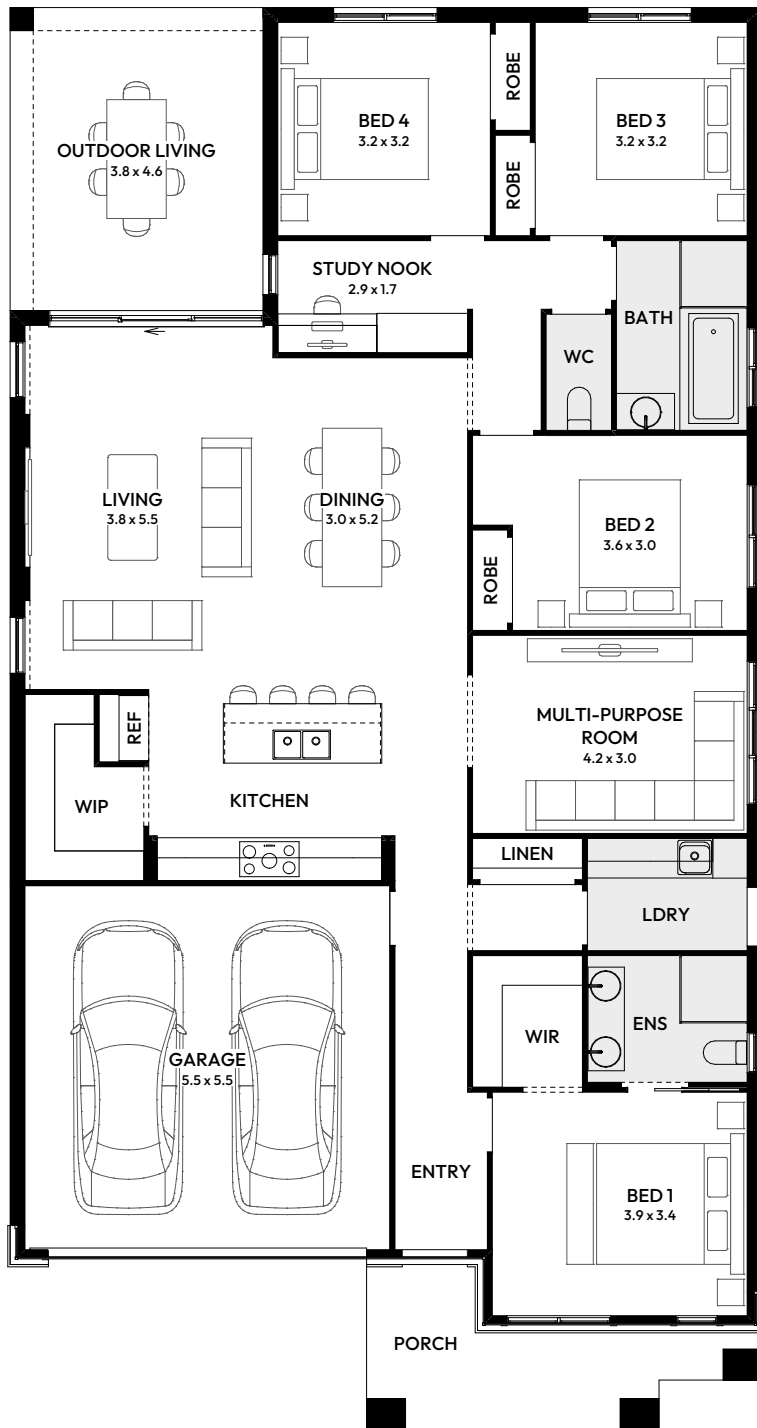 BED 4
3.2 x 3.2
ROBE
BED 3
3.2 x 3.2
OUTDOOR LIVING
3.8 x 4.6
ROBE
STUDY NOOK
2.9 x 1.7
BATH
WC
LIVING
3.8 x 5.5
DINING
3.0 x 5.2
BED 2
3.6 x 3.0
ROBE
MULTI-PURPOSE
ROOM
4.2 x 3.0
REF
WIP
KITCHEN
LINEN
LDRY
WIR
ENS
GARAGE
5.5 x 5.5
ENTRY
BED 1
3.9 x 3.4
PORCH